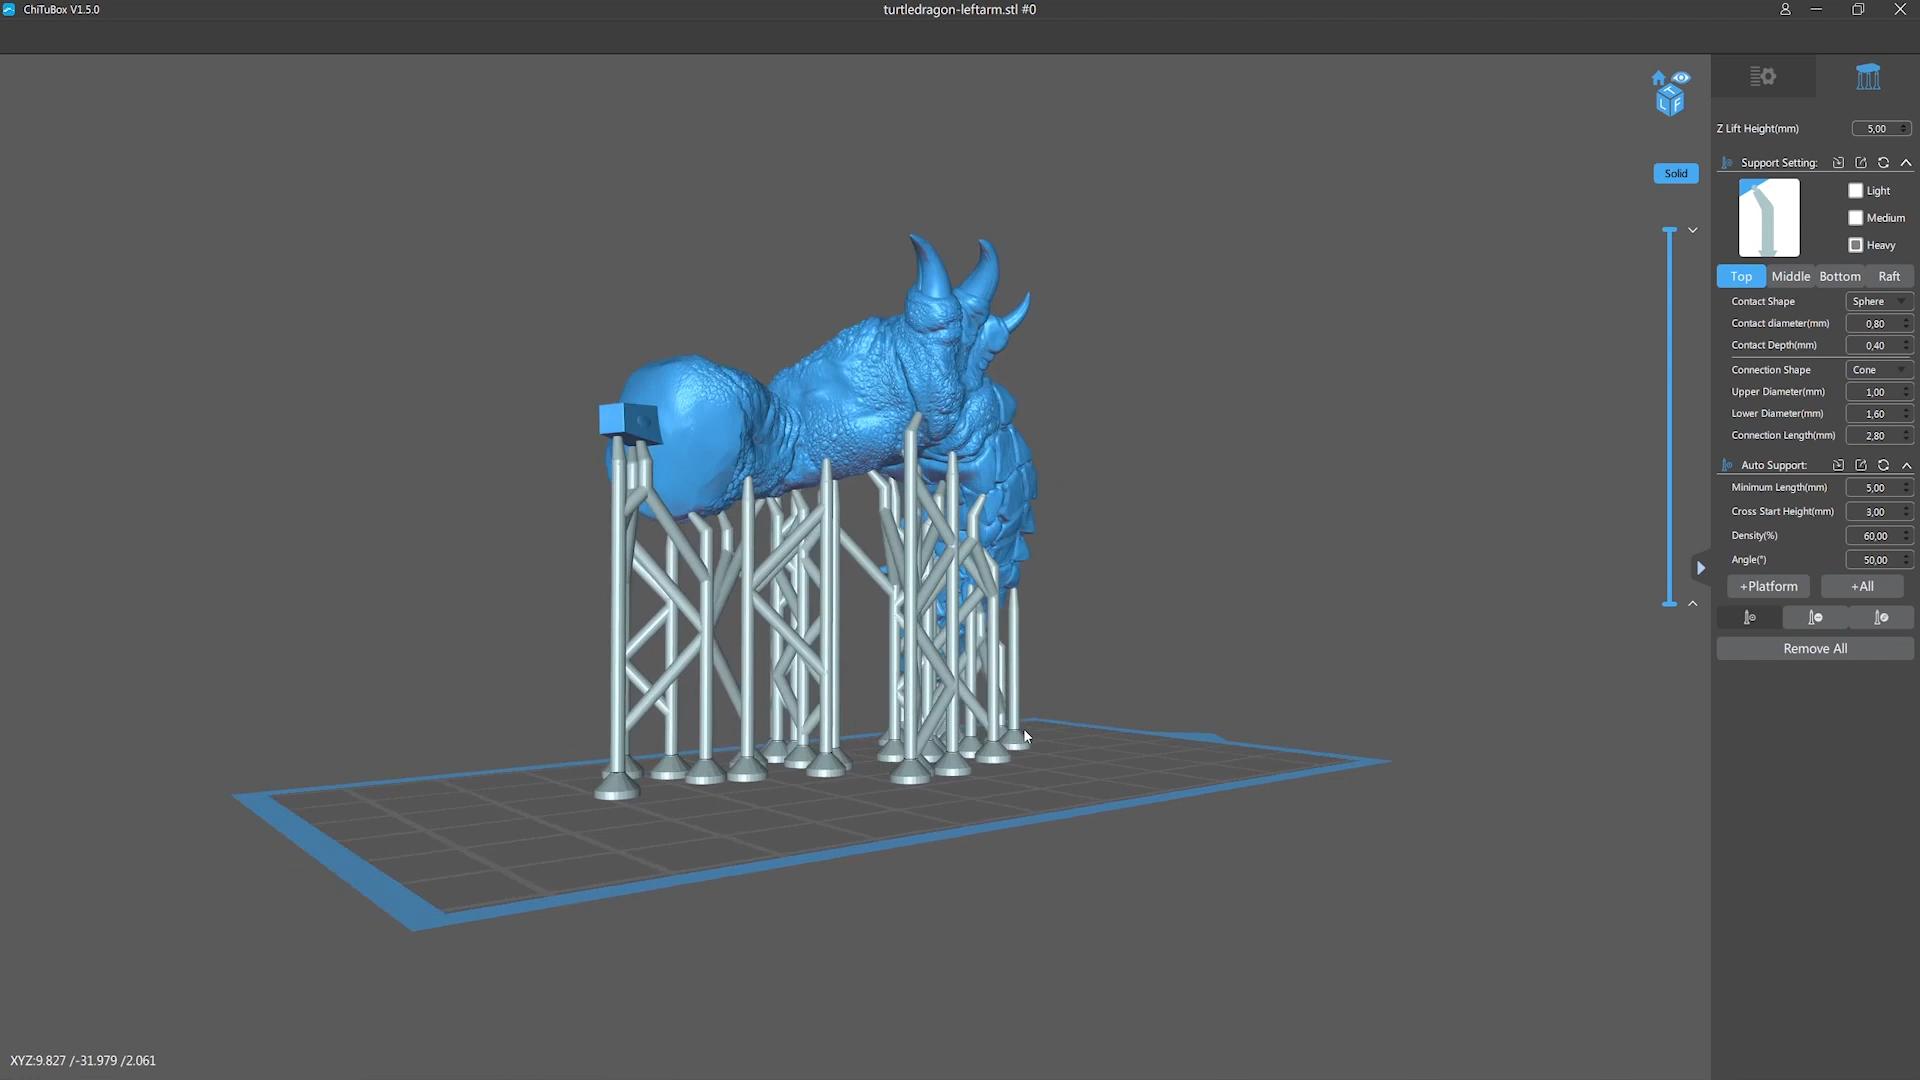 ChiTuBox V1.5.0
turtledragon-leftarm.stl #0
Z Lift Height(mm) 5,00
Support Setting:
Solid
Light
Medium
Heavy
Top Middle Bottom Raft
Contact Shape Sphere
Contact diameter(mm) 0,80
Contact Depth(mm) 0,40
Connection Shape Cone
Upper Diameter(mm) 1,00
Lower Diameter(mm) 1,60
Connection Length(mm) 2,80
Auto Support:
Minimum Length(mm) 5,00
Cross Start Height(mm) 3,00
Density(%) 60,00
Angle(°) 50,00
+Platform +All
Remove All
T
L F
XYZ:9.827 /-31.979 /2.061